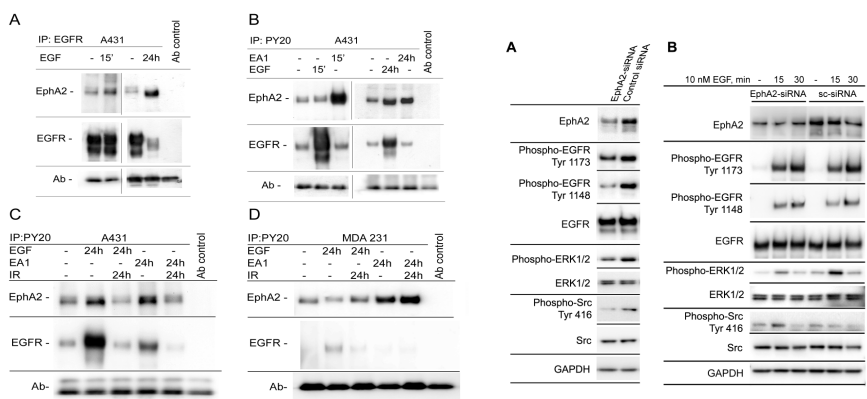 A
IP: EGFR A431
EGF - 15' - 24h Ab control
EphA2 -
EGFR -
Ab -
B
IP: PY20 A431
EA1 - - 15' - - 24h Ab control
EGF - 15' - - 24h -
EphA2 -
EGFR -
Ab -
C
IP:PY20 A431
EGF - 24h 24h - -
EA1 - - - 24h 24h
IR - - 24h - 24h
Ab control
EphA2 -
EGFR -
Ab-
D
IP:PY20 MDA 231
EGF - 24h 24h - -
EA1 - - - 24h 24h
IR - - 24h - 24h
Ab control
EphA2 -
EGFR -
Ab-
A
EphA2-siRNA
Control siRNA
EphA2
Phospho-EGFR
Tyr 1173
Phospho-EGFR
Tyr 1148
EGFR
Phospho-ERK1/2
ERK1/2
Phospho-Src
Tyr 416
Src
GAPDH
B
10 nM EGF, min - 15 30 - 15 30
EphA2-siRNA sc-siRNA
EphA2
Phospho-EGFR
Tyr 1173
Phospho-EGFR
Tyr 1148
EGFR
Phospho-ERK1/2
ERK1/2
Phospho-Src
Tyr 416
Src
GAPDH